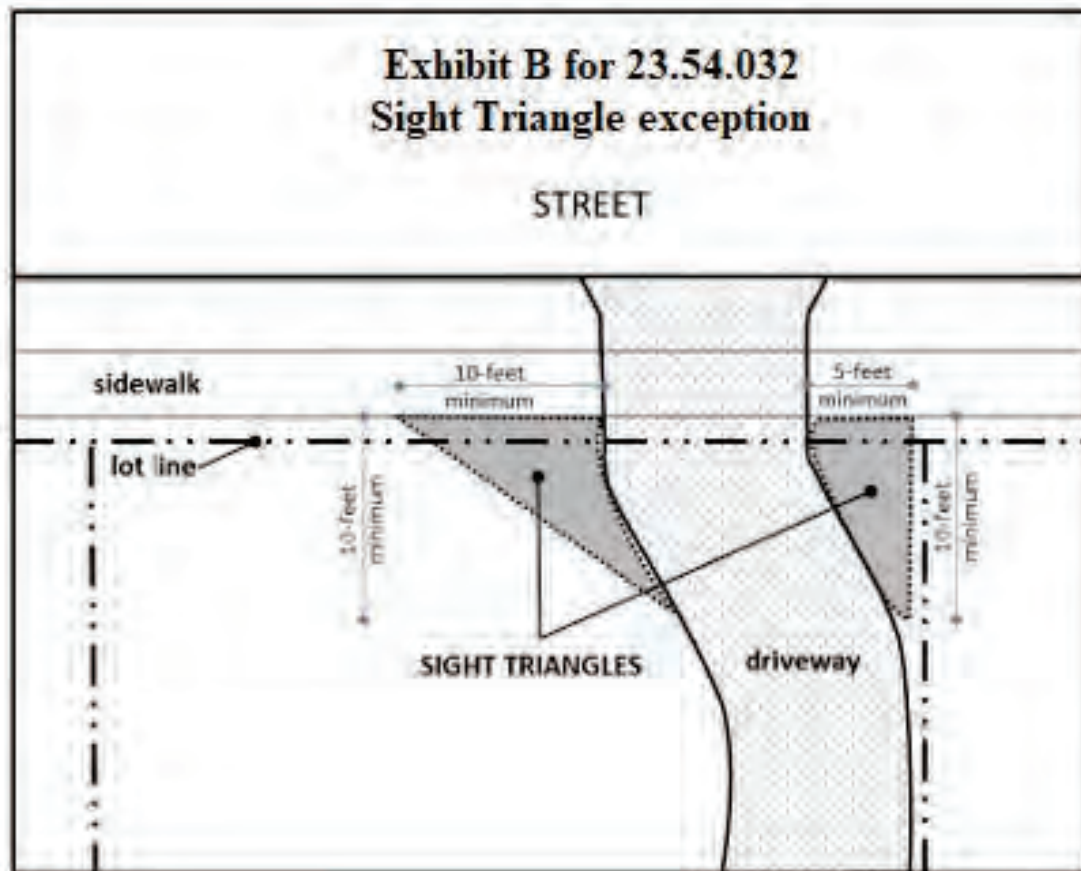 Exhibit B for 23.54.032
Sight Triangle exception
STREET
sidewalk
10-feet
minimum
5-feet
minimum
lot line
10-feet
minimum
10-feet
minimum
SIGHT TRIANGLES
driveway